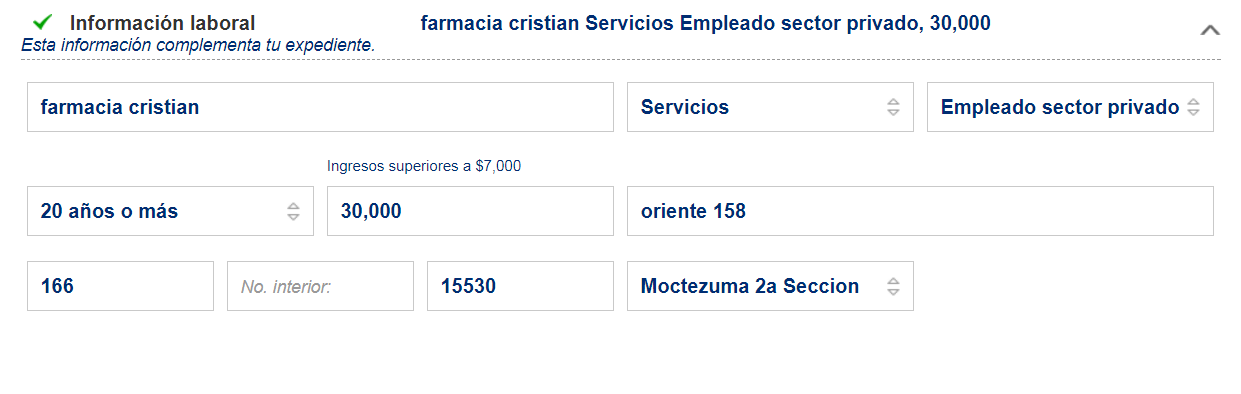 Información laboral farmacia cristian Servicios Empleado sector privado, 30,000
Esta información complementa tu expediente.
farmacia cristian Servicios Empleado sector privado
Ingresos superiores a $7,000
20 años o más 30,000 oriente 158
166 No. interior: 15530 Moctezuma 2a Seccion